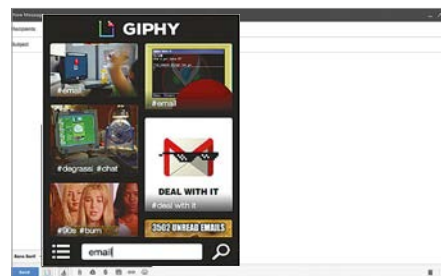 New Message
Recipients
GIPHY
Subject
#email
#email
#degrassi #chat
DEAL WITH IT
#deal with it
#90s #burn
3502 UNREAD EMAILS
email
Save Draft
Send